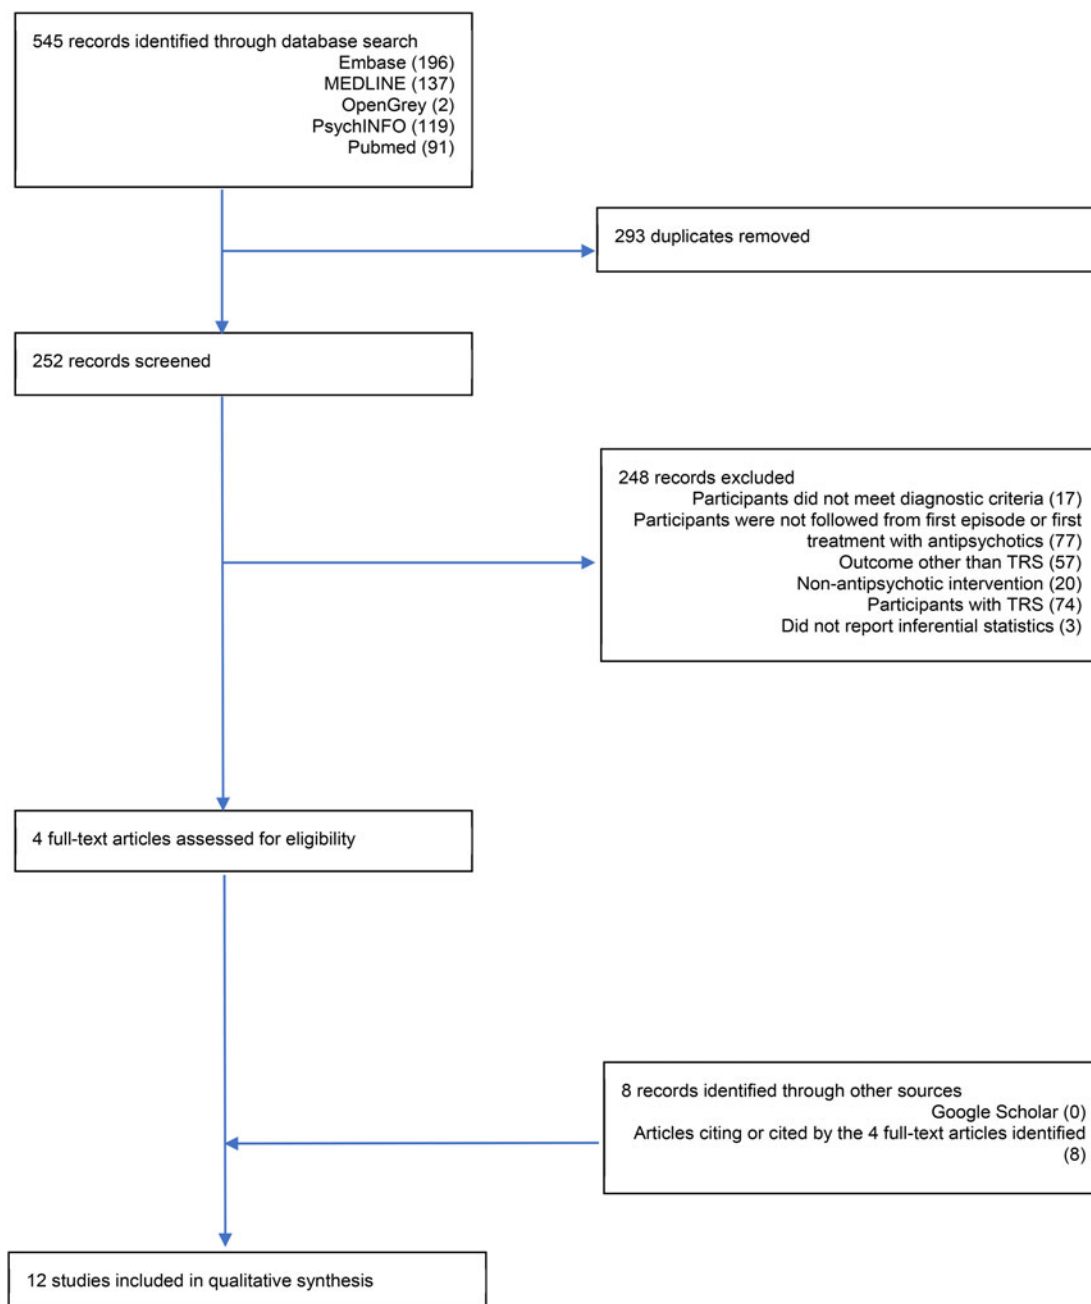 545 records identified through database search
Embase (196)
MEDLINE (137)
OpenGrey (2)
PsychINFO (119)
Pubmed (91)
293 duplicates removed
252 records screened
248 records excluded
Participants did not meet diagnostic criteria (17)
Participants were not followed from first episode or first
treatment with antipsychotics (77)
Outcome other than TRS (57)
Non-antipsychotic intervention (20)
Participants with TRS (74)
Did not report inferential statistics (3)
4 full-text articles assessed for eligibility
8 records identified through other sources
Google Scholar (0)
Articles citing or cited by the 4 full-text articles identified
(8)
12 studies included in qualitative synthesis